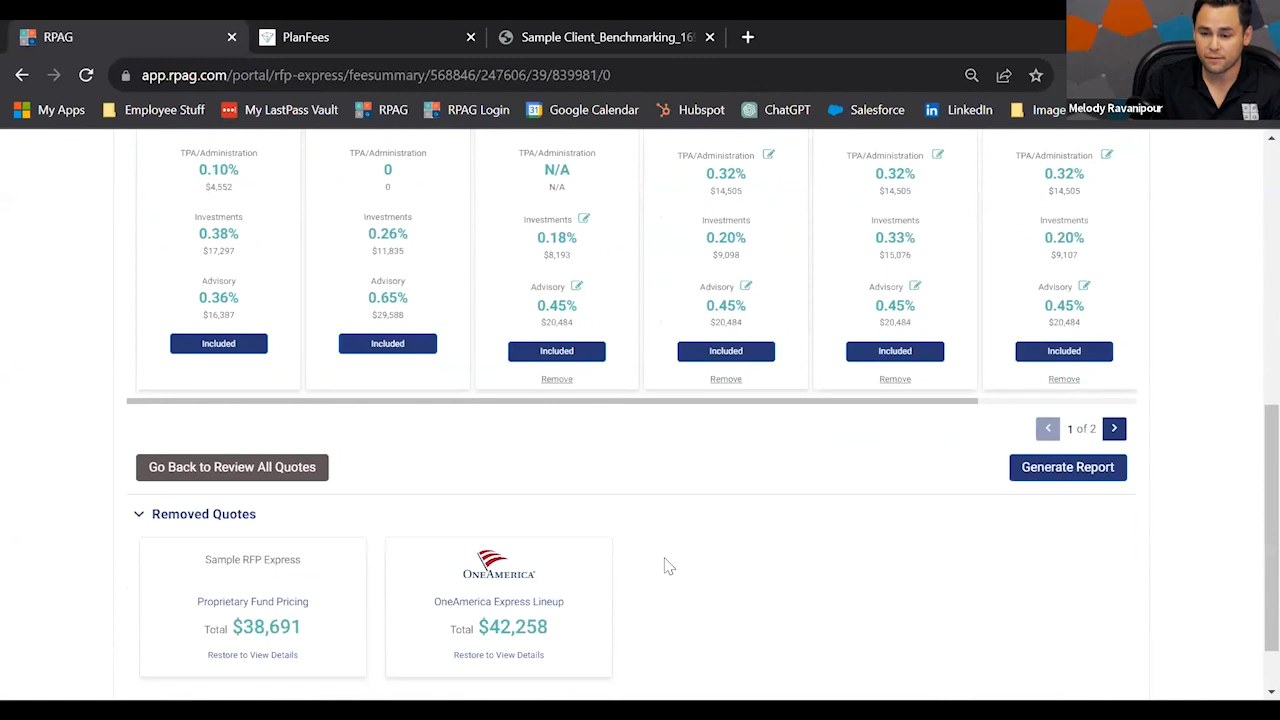 RPAG
PlanFees
Sample Client_Benchmarking_165
app.rpag.com/portal/rfp-express/feesummary/568846/247606/39/839981/0
My Apps Employee Stuff My LastPass Vault RPAG RPAG Login Google Calendar Hubspot ChatGPT Salesforce LinkedIn Image
31
Melody Ravanipour
TPA/Administration TPA/Administration TPA/Administration TPA/Administration TPA/Administration TPA/Administration
0.10% 0 N/A 0.32% 0.32% 0.32%
$4,552 0 N/A $14,505 $14,505 $14,505
Investments Investments Investments Investments Investments Investments
0.38% 0.26% 0.18% 0.20% 0.33% 0.20%
$17,297 $11,835 $8,193 $9,098 $15,076 $9,107
Advisory Advisory Advisory Advisory Advisory Advisory
0.36% 0.65% 0.45% 0.45% 0.45% 0.45%
$16,387 $29,588 $20,484 $20,484 $20,484 $20,484
Included Included Included Included Included Included
Remove Remove Remove Remove
1 of 2
Go Back to Review All Quotes Generate Report
Removed Quotes
Sample RFP Express
Proprietary Fund Pricing
Total $38,691
Restore to View Details
ONEAMERICA®
OneAmerica Express Lineup
Total $42,258
Restore to View Details